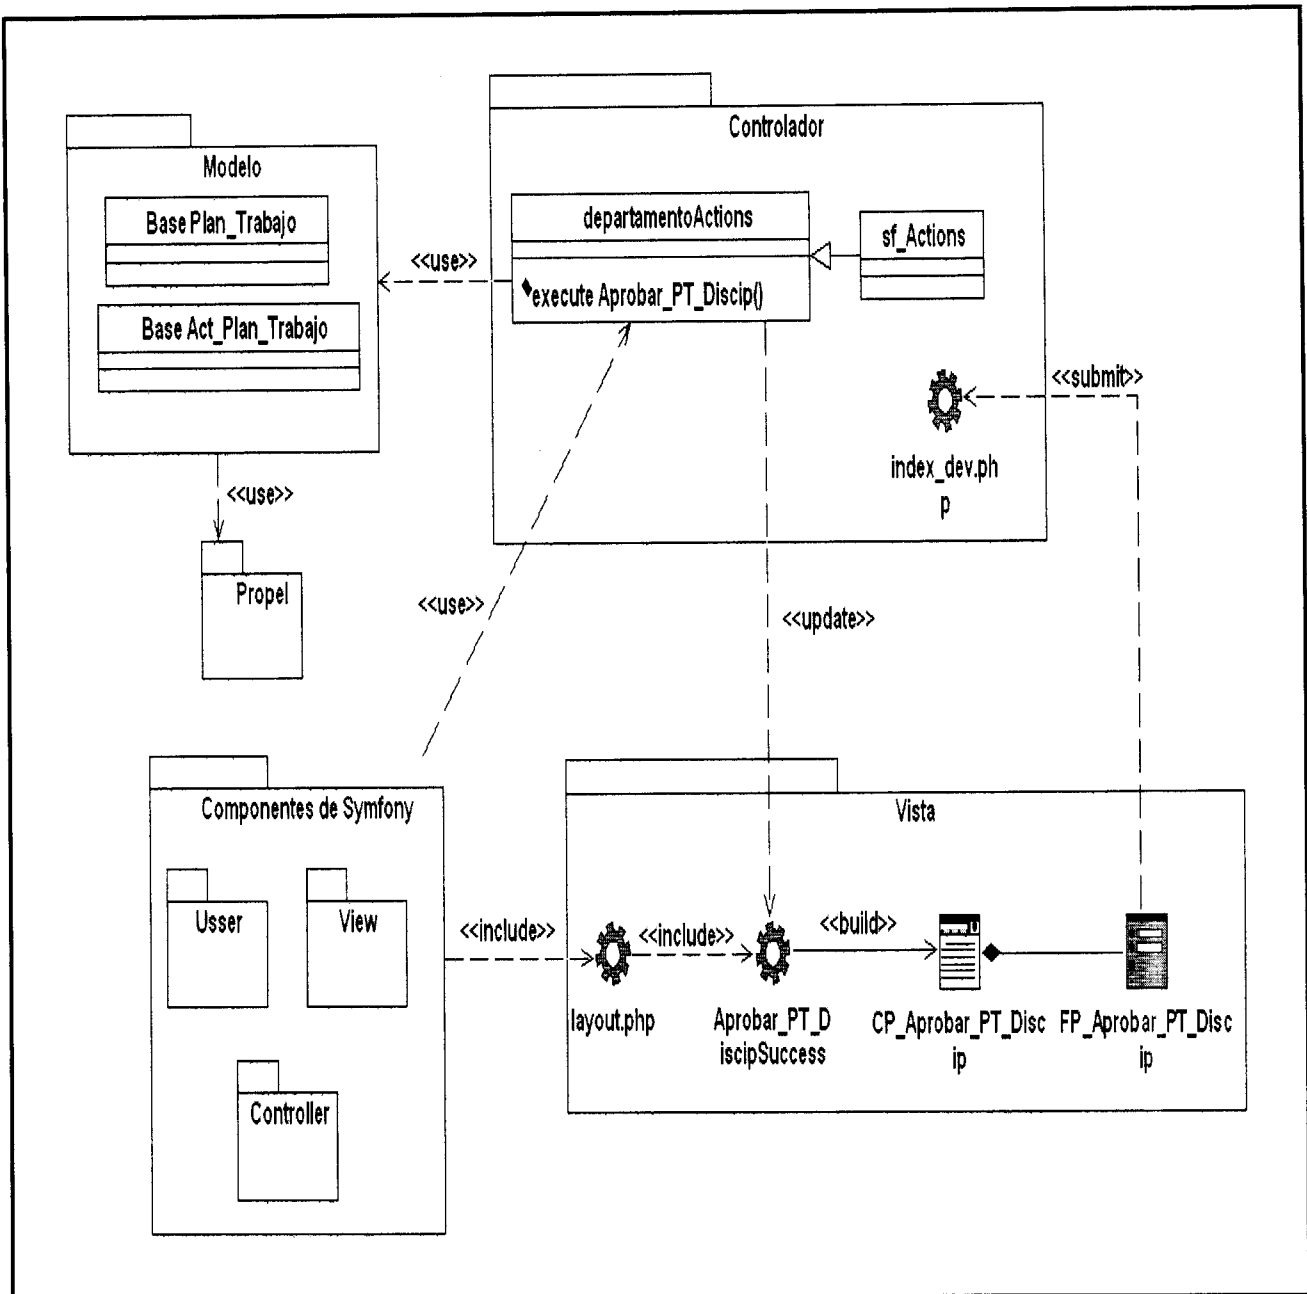 Controlador
Modelo
Base Plan_Trabajo
departamentoActions
sf_Actions
<<use>>
execute Aprobar_PT_Discip()
Base Act_Plan_Trabajo
<<submit>>
index_dev.ph
p
<<use>>
Propel
<<use>>
<<update>>
Componentes de Symfony
Vista
Usser
View
<<include>>
<<include>>
<<build>>
layout.php
Aprobar_PT_D
iscipSuccess
CP_Aprobar_PT_Disc
ip
FP_Aprobar_PT_Disc
ip
Controller